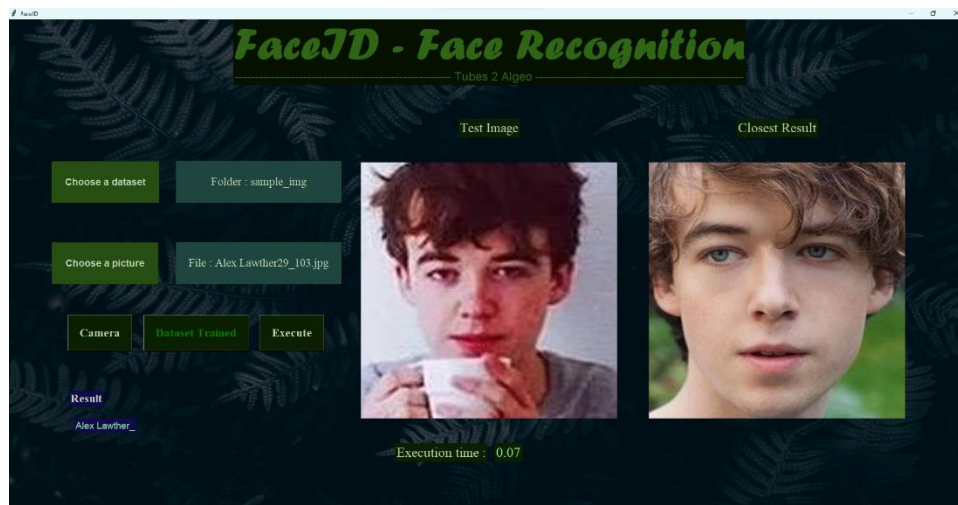 FaceID
FaceID - Face Recognition
Tubes 2 Algeo
Test Image
Closest Result
Choose a dataset
Folder : sample_img
Choose a picture
File : Alex Lawther29_103.jpg
Camera
Dataset Trained
Execute
Result
Alex Lawther_
Execution time : 0.07